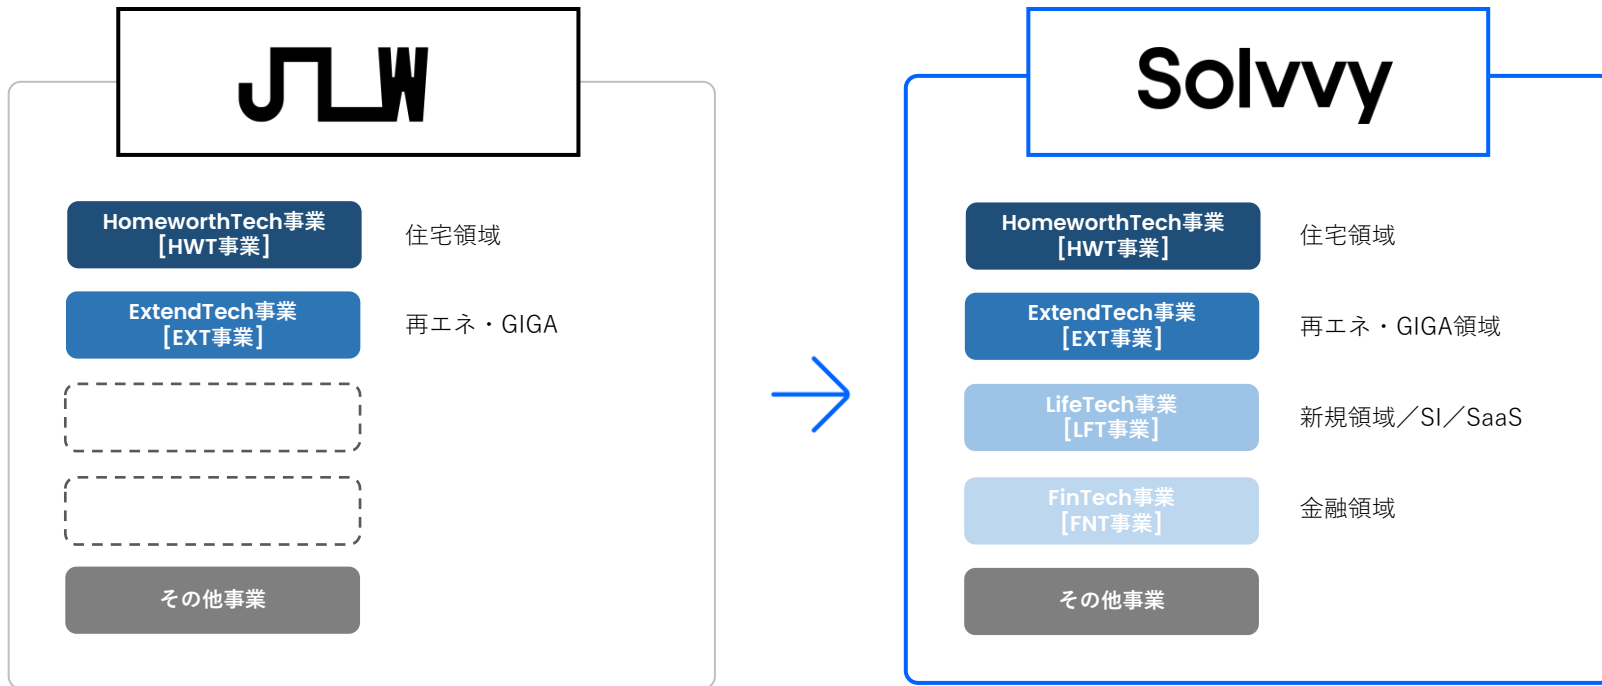 JLW
HomeworthTech事業
[HWT事業]
住宅領域
ExtendTech事業
[EXT事業]
再エネ・GIGA
その他事業
Solvvy
HomeworthTech事業
[HWT事業]
住宅領域
ExtendTech事業
[EXT事業]
再エネ・GIGA領域
LifeTech事業
[LFT事業]
新規領域／SI／SaaS
FinTech事業
[FNT事業]
金融領域
その他事業